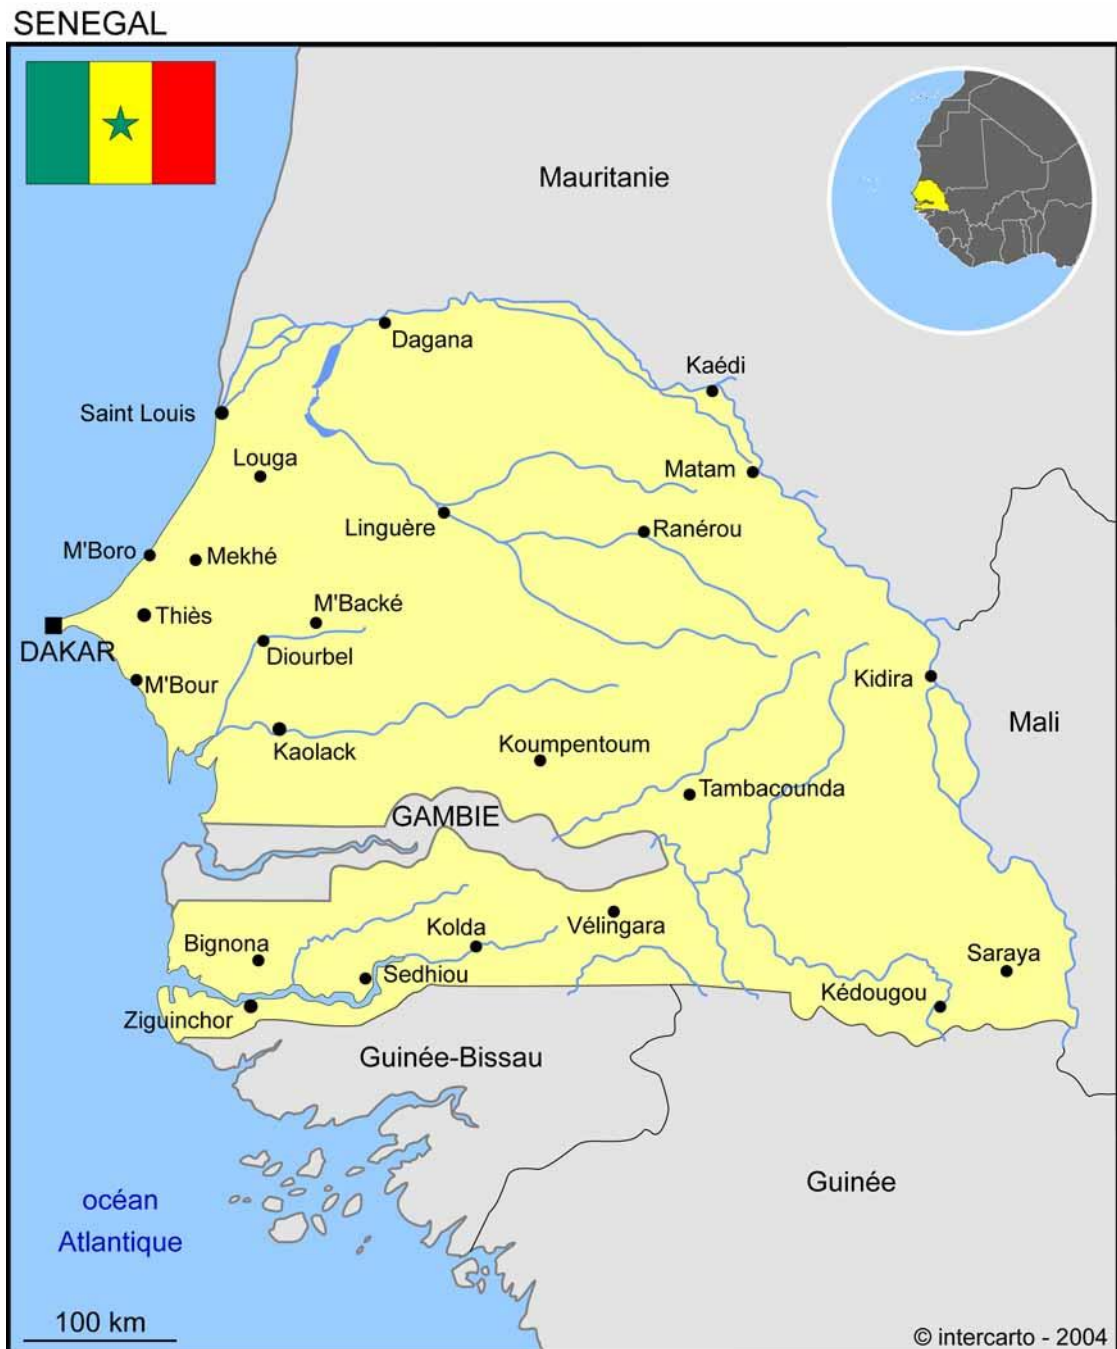 SENEGAL
Mauritanie
Dagana
Kaédi
Saint Louis
Louga
Matam
Linguère
Ranérou
M'Boro
Mekhé
M'Backé
Thiès
DAKAR
Diourbel
M'Bour
Kidira
Mali
Kaolack
Koumpentoum
Tambacounda
GAMBIE
Vélingara
Kolda
Bignona
Saraya
Sedhiou
Kédougou
Ziguinchor
Guinée-Bissau
Guinée
océan
Atlantique
100 km
© intercarto - 2004